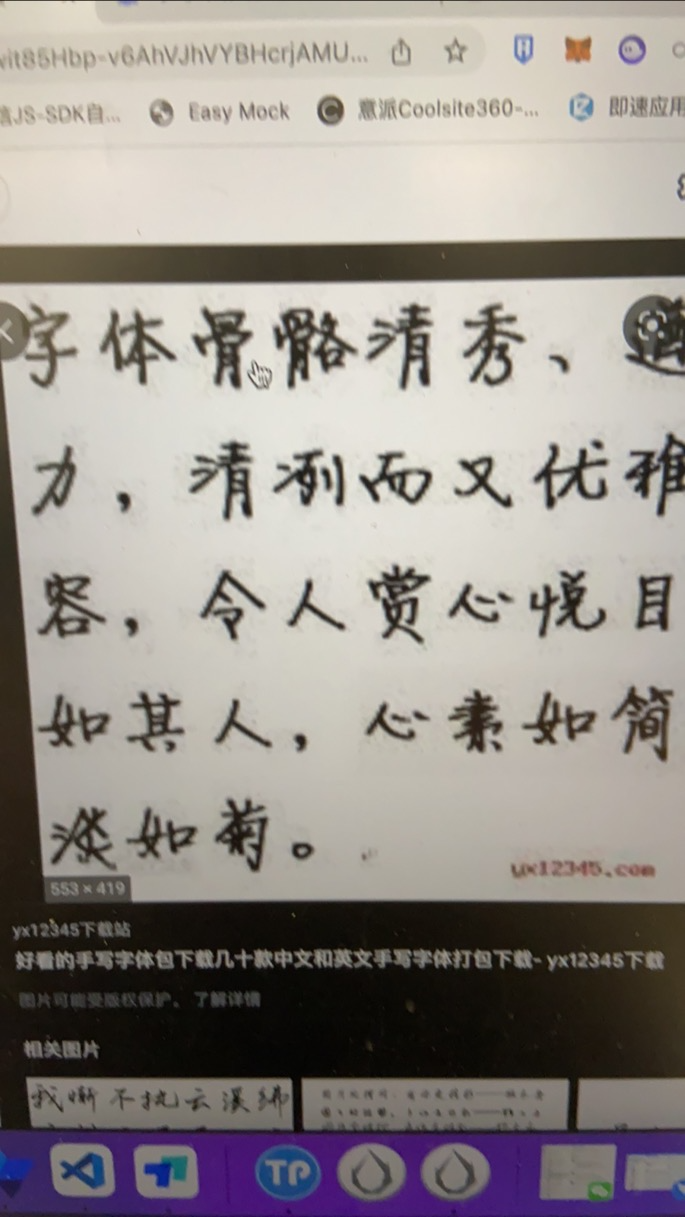 vit85Hbp-v6AhVJhVYBHcrjAMU...
信JS-SDK自...
Easy Mock
意派Coolsite360-...
即速应用
字体骨骼清秀、遒
力，清冽而又优雅
容，令人赏心悦目
如其人，心素如简
淡如菊。
yx12345.com
553 × 419
yx12345下载站
好看的手写字体包下载几十款中文和英文手写字体打包下载- yx12345下载
图片可能受版权保护。 了解详情
相关图片
我 不 执 云 溪
TP